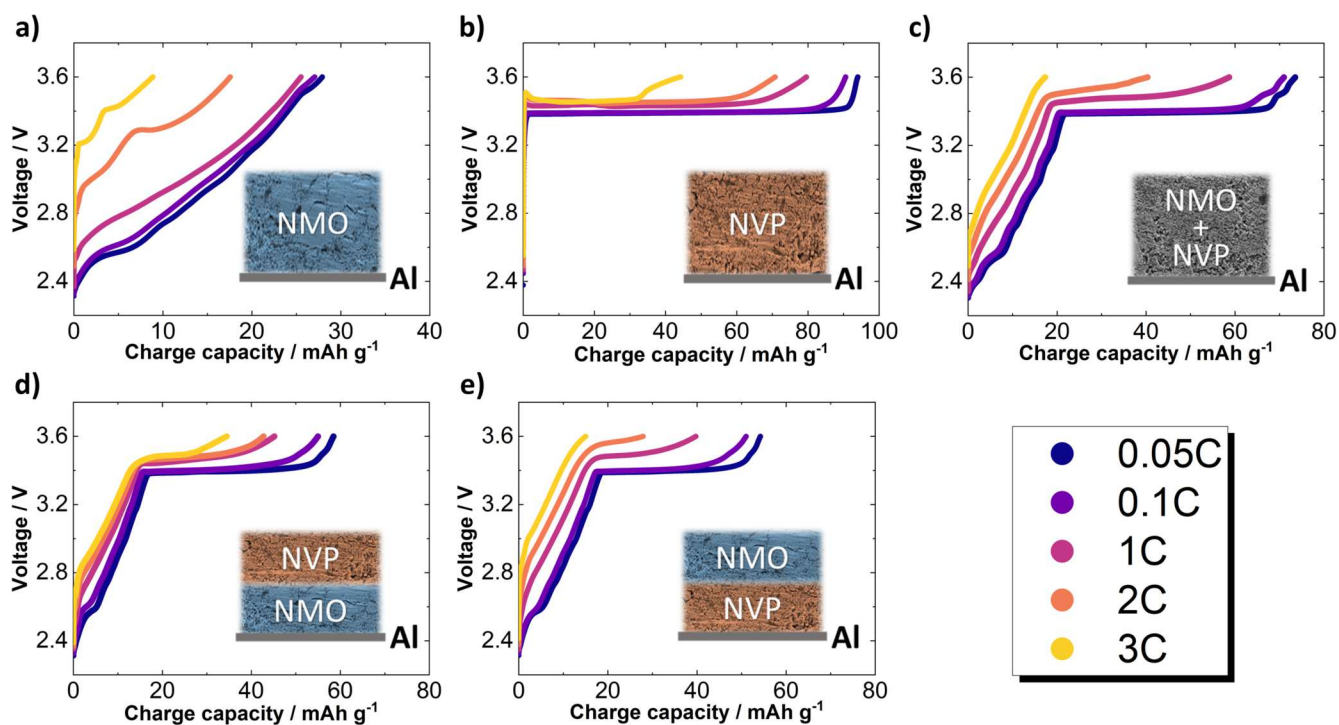 a)
3.6
3.2
2.8
2.4
Voltage / V
NMO
Al
0
10
20
30
40
Charge capacity / mAh g⁻¹
b)
3.6
3.2
2.8
2.4
Voltage / V
NVP
Al
0
20
40
60
80
100
Charge capacity / mAh g⁻¹
c)
3.6
3.2
2.8
2.4
Voltage / V
NMO
+
NVP
Al
0
20
40
60
80
Charge capacity / mAh g⁻¹
d)
3.6
3.2
2.8
2.4
Voltage / V
NVP
NMO
Al
0
20
40
60
80
Charge capacity / mAh g⁻¹
e)
3.6
3.2
2.8
2.4
Voltage / V
NMO
NVP
Al
0
20
40
60
80
Charge capacity / mAh g⁻¹
0.05C
0.1C
1C
2C
3C